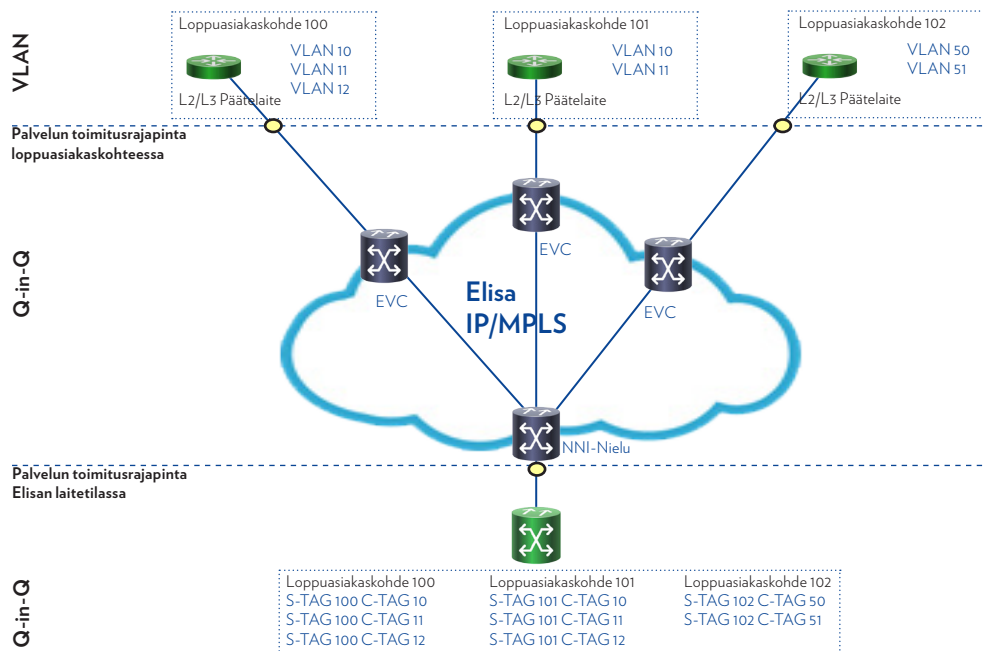 VLAN
Loppuasiakaskohde 100
VLAN 10
VLAN 11
VLAN 12
L2/L3 Päätelaite
Loppuasiakaskohde 101
VLAN 10
VLAN 11
L2/L3 Päätelaite
Loppuasiakaskohde 102
VLAN 50
VLAN 51
L2/L3 Päätelaite
Palvelun toimitusrajapinta
loppuasiakaskohteessa
Q-in-Q
EVC
EVC
EVC
Elisa
IP/MPLS
NNI-Nielu
Palvelun toimitusrajapinta
Elisan laitetilassa
Q-in-Q
Loppuasiakaskohde 100
S-TAG 100 C-TAG 10
S-TAG 100 C-TAG 11
S-TAG 100 C-TAG 12
Loppuasiakaskohde 101
S-TAG 101 C-TAG 10
S-TAG 101 C-TAG 11
S-TAG 101 C-TAG 12
Loppuasiakaskohde 102
S-TAG 102 C-TAG 50
S-TAG 102 C-TAG 51